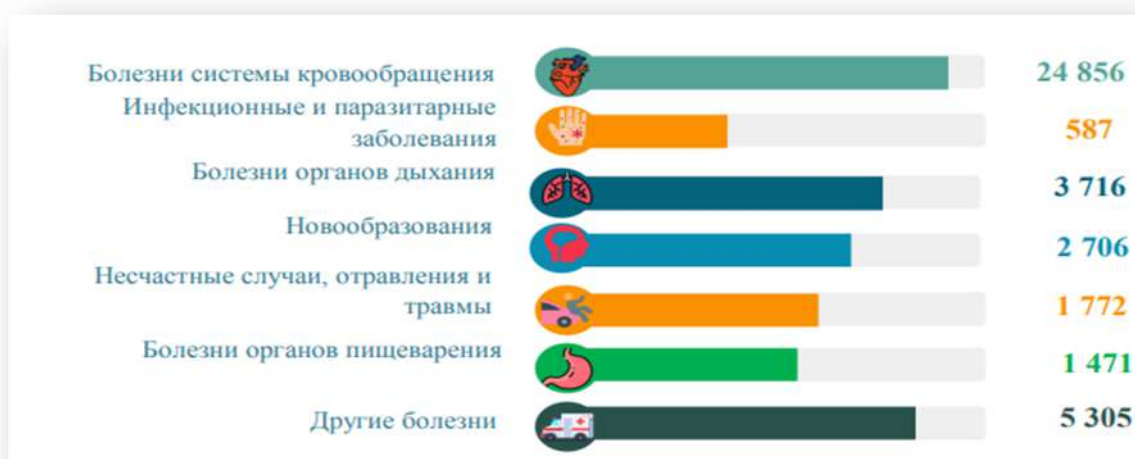 Болезни системы кровообращения 24 856
Инфекционные и паразитарные
заболевания 587
Болезни органов дыхания 3 716
Новообразования 2 706
Несчастные случаи, отравления и
травмы 1 772
Болезни органов пищеварения 1 471
Другие болезни 5 305